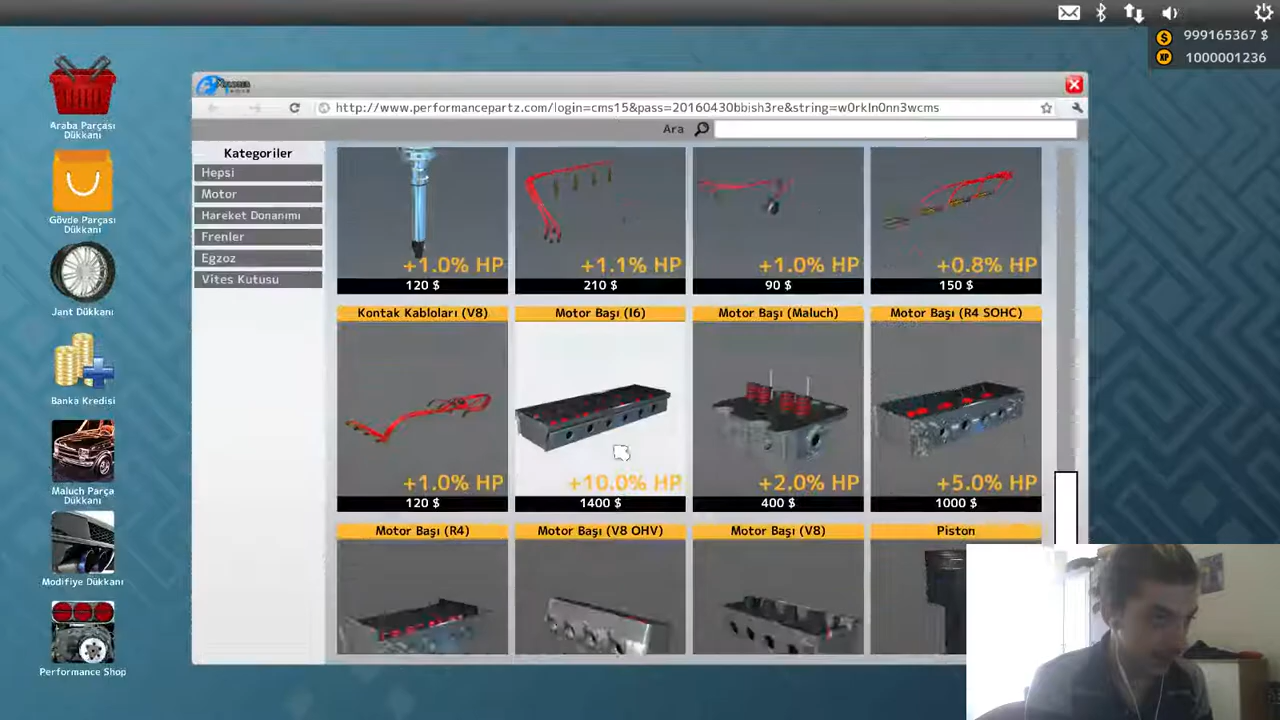 999165367 $
XP 1000001236
http://www.performancepartz.com/login=cms15&pass=20160430bbish3re&string=w0rkIn0nn3wcms
Ara
Araba Parçası
Dükkanı
Gövde Parçası
Dükkanı
Jant Dükkanı
Banka Kredisi
Maluch Parça
Dükkanı
Modifiye Dükkanı
Performance Shop
Kategoriler
Hepsi
Motor
Hareket Donanımı
Frenler
Egzoz
Vites Kutusu
+1.0% HP
120 $
+1.1% HP
210 $
+1.0% HP
90 $
+0.8% HP
150 $
Kontak Kabloları (V8)
+1.0% HP
120 $
Motor Başı (I6)
+10.0% HP
1400 $
Motor Başı (Maluch)
+2.0% HP
400 $
Motor Başı (R4 SOHC)
+5.0% HP
1000 $
Motor Başı (R4)
Motor Başı (V8 OHV)
Motor Başı (V8)
Piston